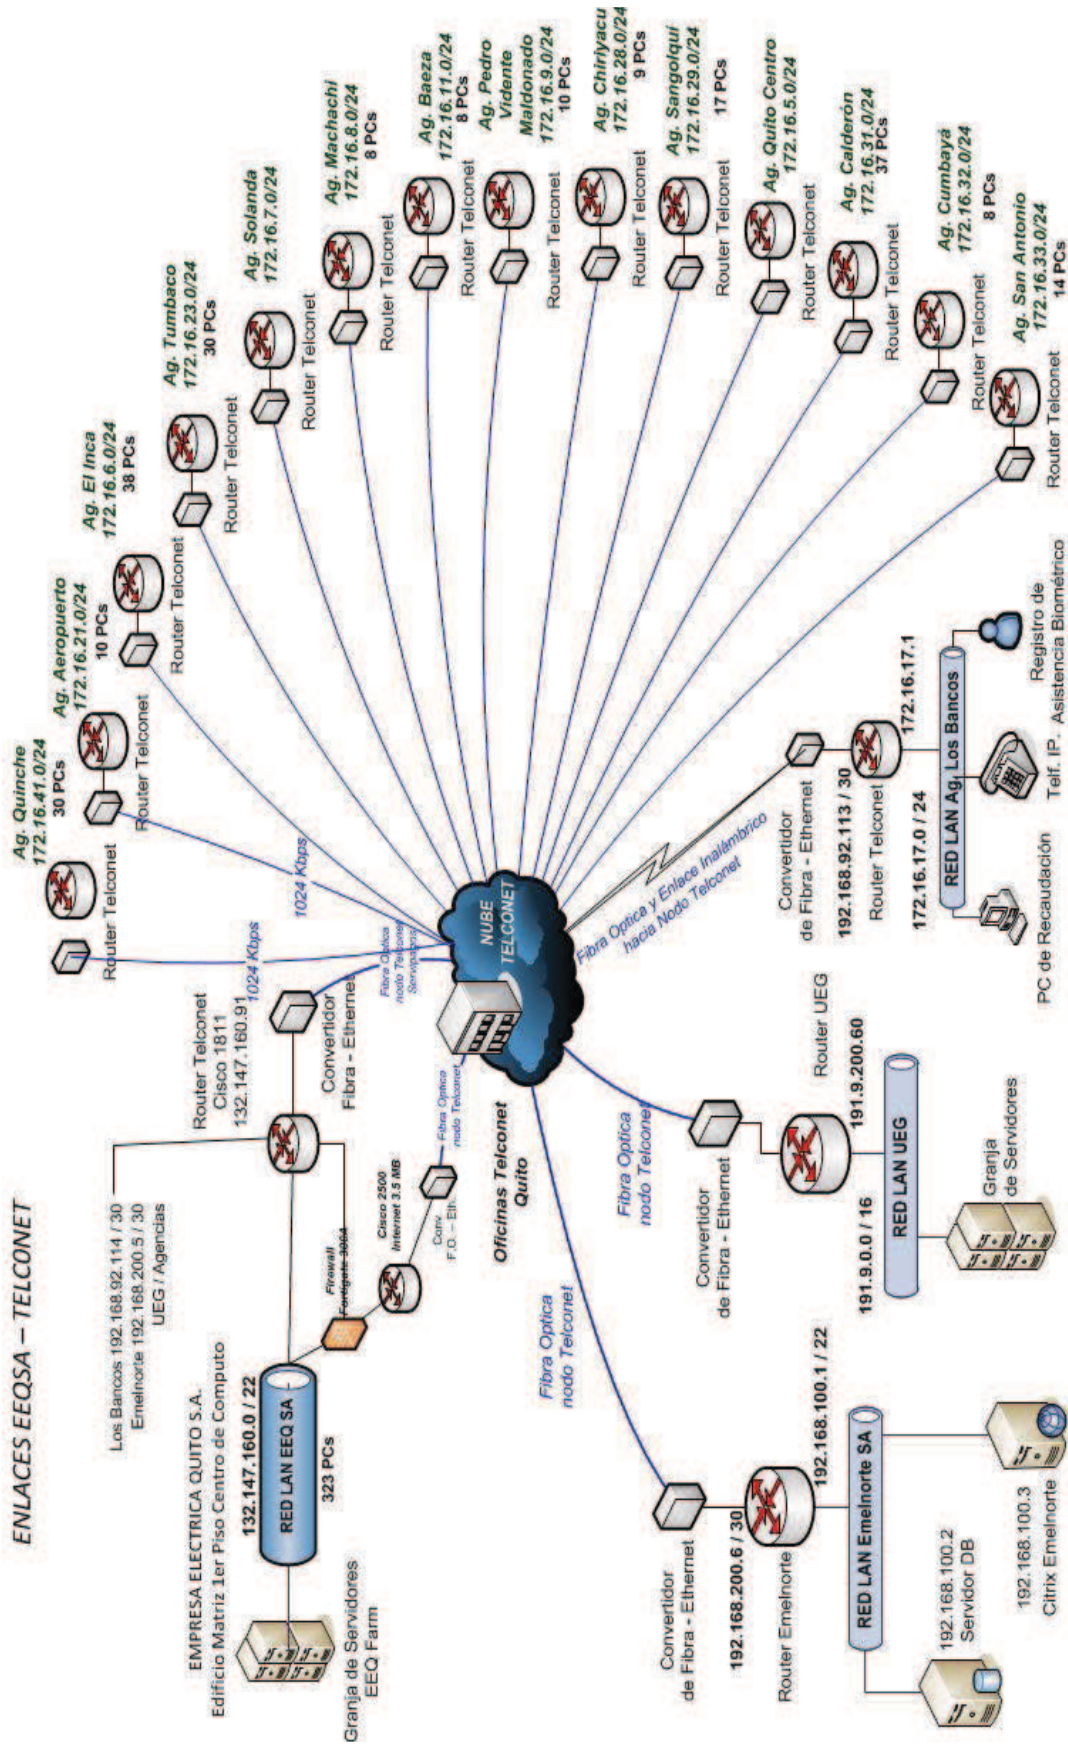 ENLACES EEQSA – TELCONET
Los Bancos 192.168.92.114 / 30
Emelnorte 192.168.200.5 / 30
UEG / Agencias
EMPRESA ELECTRICA QUITO S.A.
Edificio Matriz 1er Piso Centro de Computo
132.147.160.0 / 22
RED LAN EEQ SA
323 PCs
Granja de Servidores
EEQ Farm
Router Telconet
Cisco 1811
132.147.160.91
Convertidor
Fibra - Ethernet
Firewall
Cisco 2500
Internet 3.5 MB
Conv
F.O. – Eth
Fibra Optica
nodo Telconet
Fibra Optica
nodo Telconet
1024 Kbps
1024 Kbps
Ag. Quinche
172.16.41.0/24
30 PCs
Router Telconet
Ag. Aeropuerto
172.16.21.0/24
10 PCs
Router Telconet
Ag. El Inca
172.16.6.0/24
38 PCs
Router Telconet
Ag. Tumbaco
172.16.23.0/24
30 PCs
Router Telconet
Ag. Solanda
172.16.7.0/24
Router Telconet
Ag. Machachi
172.16.8.0/24
8 PCs
Router Telconet
Ag. Baeza
172.16.11.0/24
8 PCs
Router Telconet
Ag. Pedro
Vidente
Maldonado
172.16.9.0/24
10 PCs
Router Telconet
Ag. Chiriyacu
172.16.28.0/24
9 PCs
Router Telconet
Ag. Sangolquí
172.16.29.0/24
17 PCs
Router Telconet
Ag. Quito Centro
172.16.5.0/24
Router Telconet
Ag. Calderón
172.16.31.0/24
37 PCs
Router Telconet
Ag. Cumbayá
172.16.32.0/24
8 PCs
Router Telconet
Ag. San Antonio
172.16.33.0/24
14 PCs
Router Telconet
NUBE
TELCONET
Oficinas Telconet
Quito
Fibra Optica
nodo Telconet
Convertidor
de Fibra - Ethernet
192.168.200.6 / 30
Router Emelnorte
192.168.100.1 / 22
RED LAN Emelnorte SA
192.168.100.2
Servidor DB
192.168.100.3
Citrix Emelnorte
Fibra Optica
nodo Telconet
Convertidor
de Fibra - Ethernet
Router UEG
191.9.200.60
191.9.0.0 / 16
RED LAN UEG
Granja
de Servidores
Fibra Optica y Enlace Inalámbrico
hacia Nodo Telconet
Convertidor
de Fibra - Ethernet
192.168.92.113 / 30
Router Telconet
172.16.17.1
172.16.17.0 / 24
RED LAN Ag. Los Bancos
PC de Recaudación
Telf. IP.
Registro de
Asistencia Biométrico